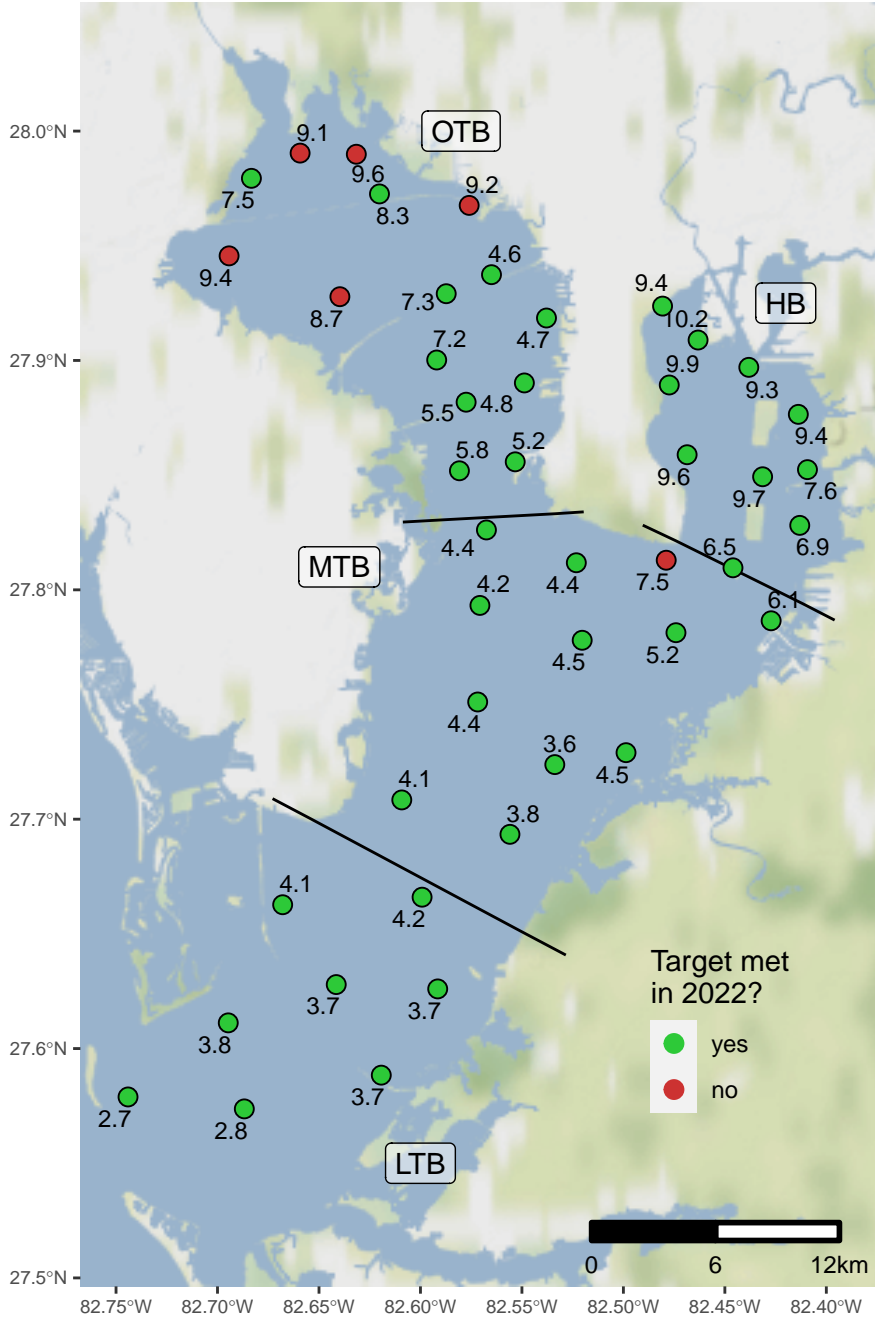 28.0°N
27.9°N
27.8°N
27.7°N
27.6°N
27.5°N
OTB
9.1
9.6
9.2
7.5
8.3
9.4
4.6
7.3
8.7
4.7
7.2
5.5
4.8
5.8
5.2
HB
9.4
10.2
9.9
9.3
9.4
9.6
9.7
7.6
6.9
MTB
4.4
4.4
7.5
6.5
6.1
4.2
4.5
5.2
4.4
3.6
4.5
4.1
3.8
4.1
4.2
3.7
3.7
3.8
3.7
2.7
2.8
LTB
Target met
in 2022?
yes
no
0 6 12km
82.75°W 82.70°W 82.65°W 82.60°W 82.55°W 82.50°W 82.45°W 82.40°W